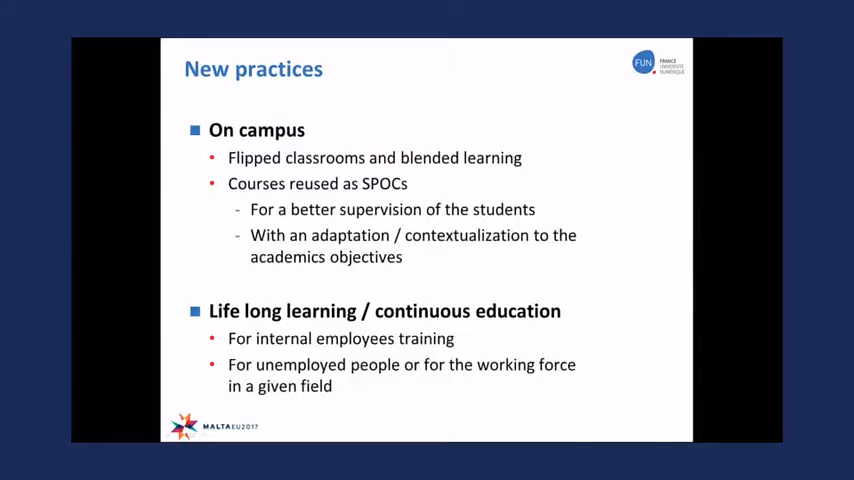 New practices
FUN
FRANCE
UNIVERSITÉ
NUMÉRIQUE
On campus
Flipped classrooms and blended learning
Courses reused as SPOCs
- For a better supervision of the students
- With an adaptation / contextualization to the
academics objectives
Life long learning / continuous education
For internal employees training
For unemployed people or for the working force
in a given field
MALTAEU2017